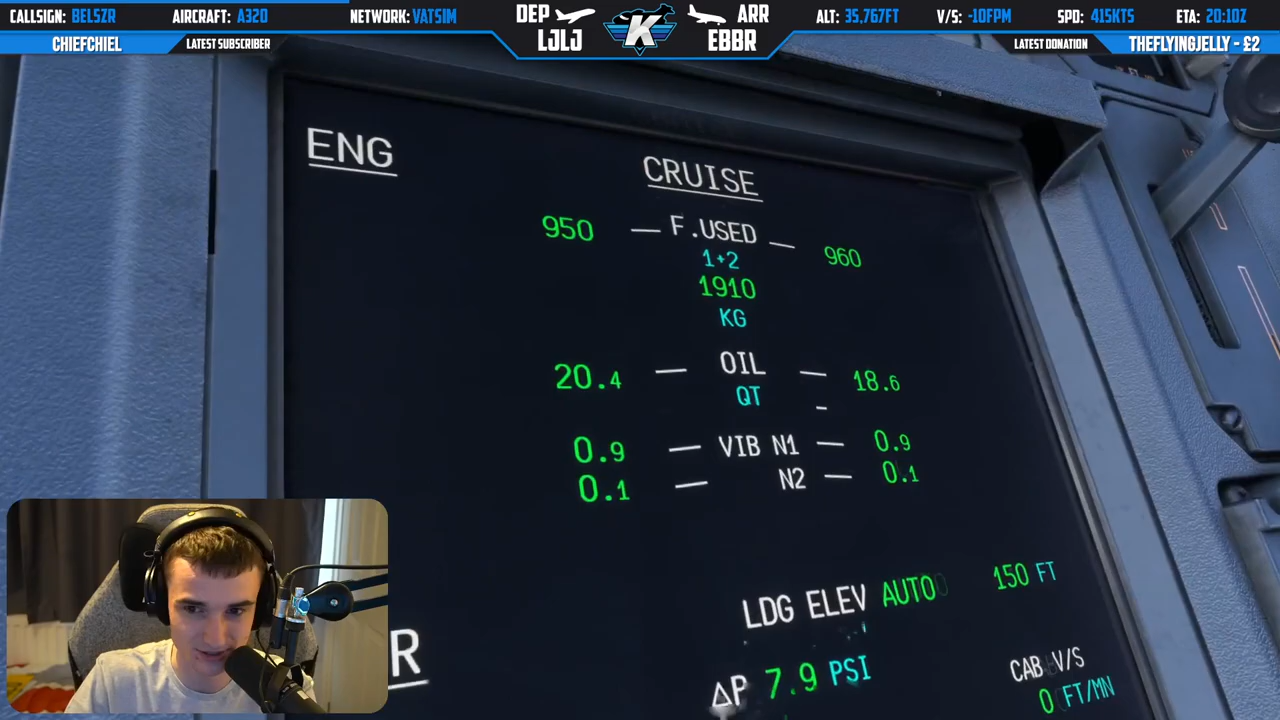 CALLSIGN: BEL5ZR AIRCRAFT: A320 NETWORK: VATSIM DEP ARR ALT: 35,767FT V/S: -10FPM SPD: 415KTS ETA: 20:10Z
CHIEFCHIEL LATEST SUBSCRIBER LJLJ K EBBR LATEST DONATION THEFLYINGJELLY - £2
ENG CRUISE
950 — F.USED — 960
1+2
1910
KG
20.4 — OIL — 18.6
QT
0.9 — VIB N1 — 0.9
0.1 — N2 — 0.1
LDG ELEV AUTO 150 FT
R ΔP 7.9 PSI CAB V/S
0 FT/MN